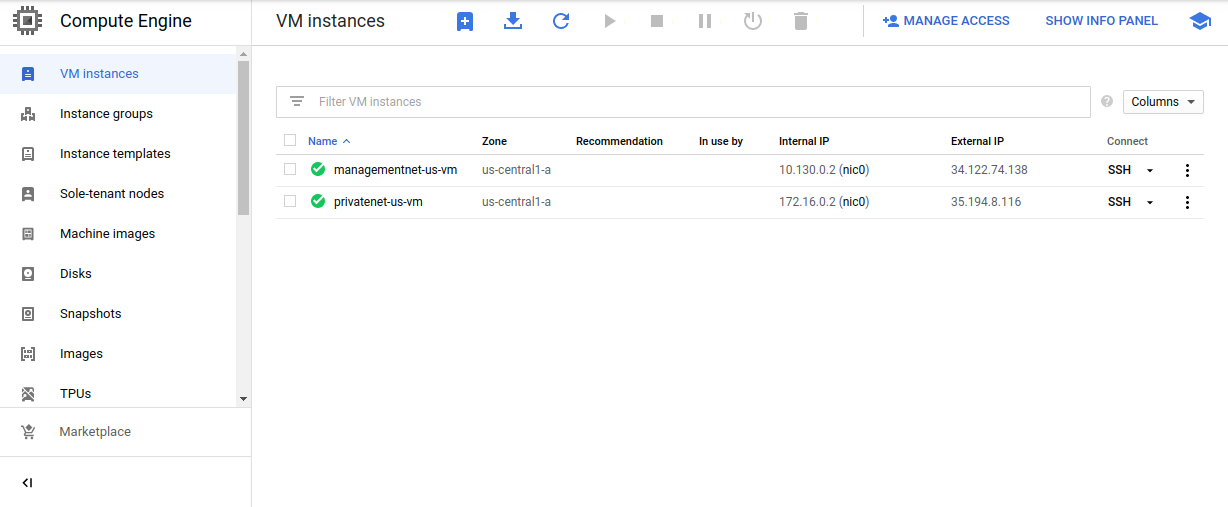 Compute Engine
VM instances
MANAGE ACCESS
SHOW INFO PANEL
VM instances
Instance groups
Instance templates
Sole-tenant nodes
Machine images
Disks
Snapshots
Images
TPUs
Marketplace
Filter VM instances
? Columns
Name Zone Recommendation In use by Internal IP External IP Connect
managementnet-us-vm us-central1-a 10.130.0.2 (nic0) 34.122.74.138 SSH
privatenet-us-vm us-central1-a 172.16.0.2 (nic0) 35.194.8.116 SSH